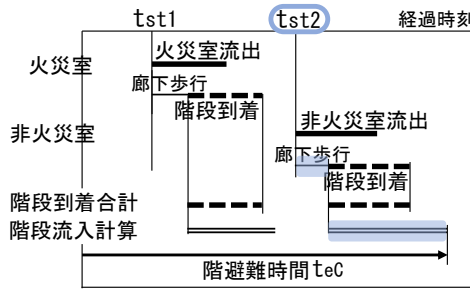 tst1 tst2 経過時刻
火災室 火災室流出
廊下歩行
階段到着
非火災室 非火災室流出
廊下歩行
階段到着
階段到着合計
階段流入計算
階避難時間teC